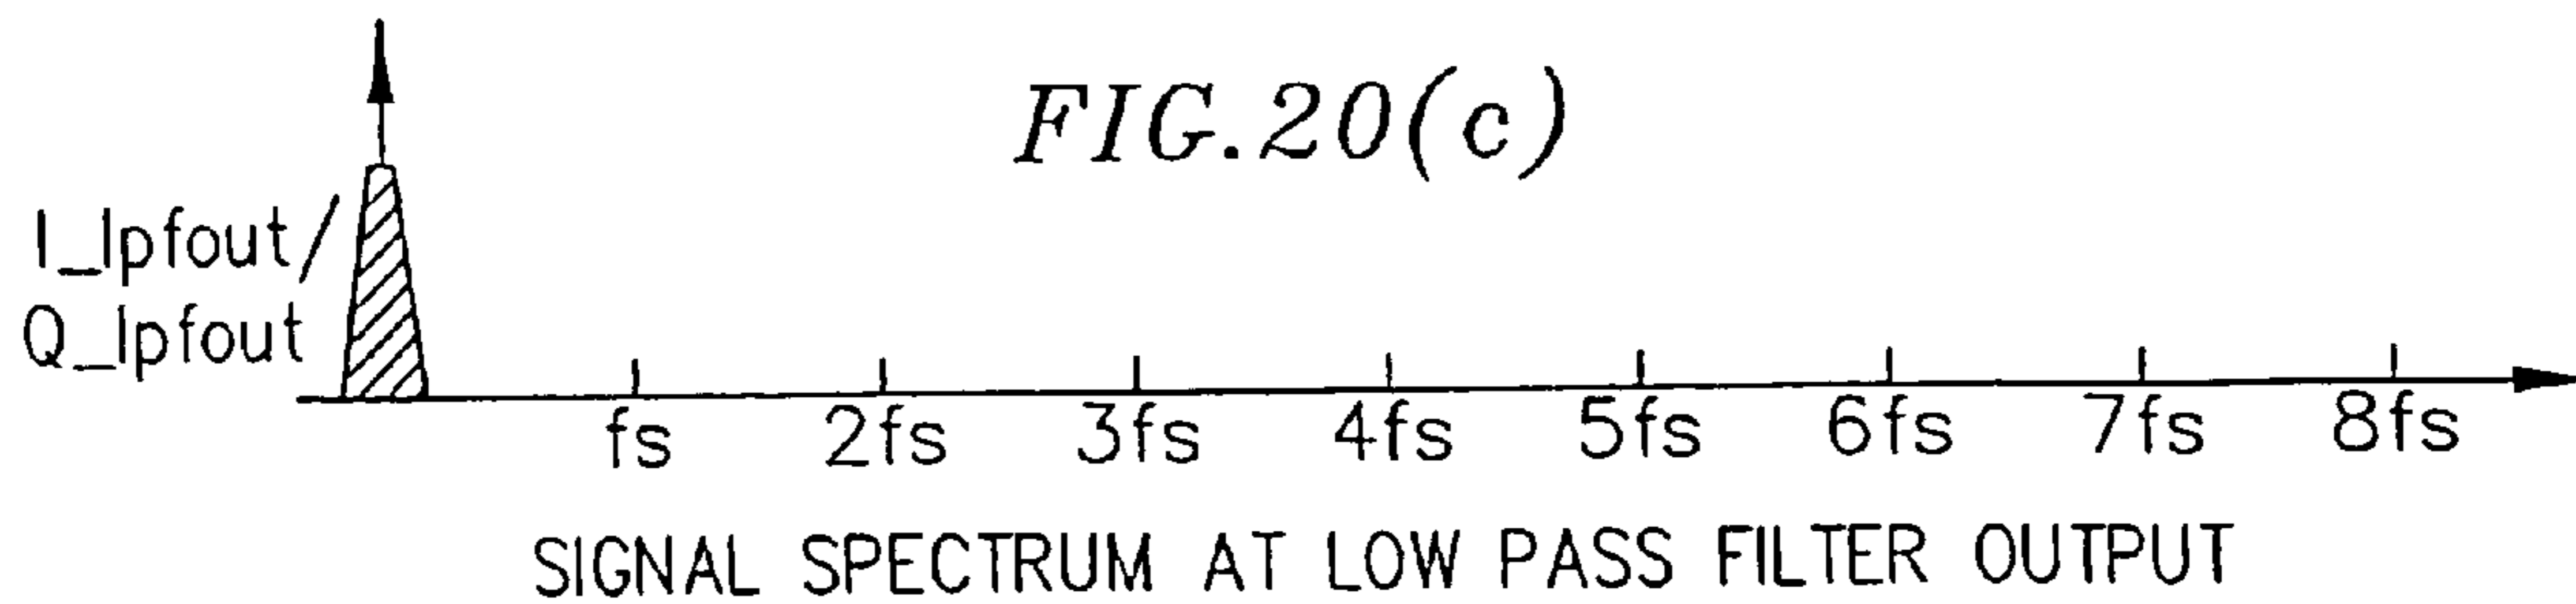 FIG.20(c)
I_lpfout/
Q_lpfout
fs 2fs 3fs 4fs 5fs 6fs 7fs 8fs
SIGNAL SPECTRUM AT LOW PASS FILTER OUTPUT